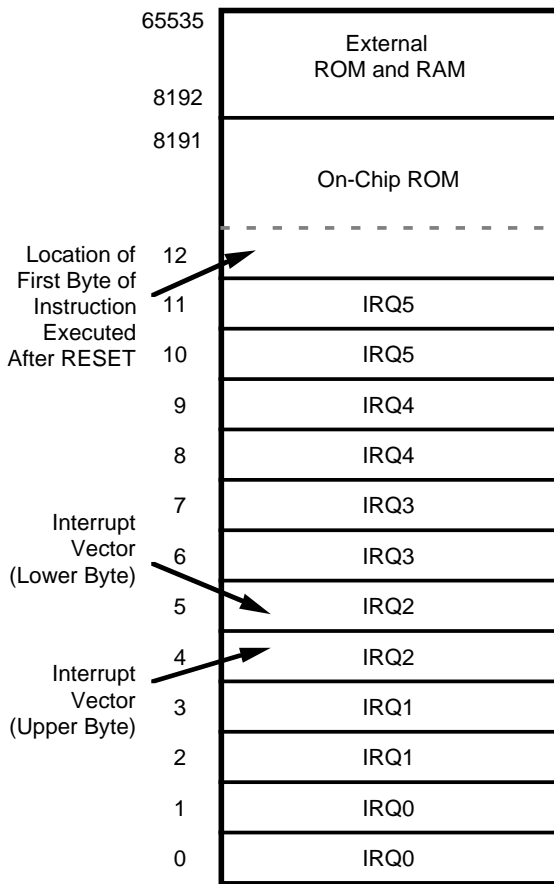 65535
External
ROM and RAM
8192
8191
On-Chip ROM
Location of
First Byte of
Instruction
Executed
After RESET
12
11
IRQ5
10
IRQ5
9
IRQ4
8
IRQ4
7
IRQ3
Interrupt
Vector
(Lower Byte)
6
IRQ3
5
IRQ2
4
IRQ2
Interrupt
Vector
(Upper Byte)
3
IRQ1
2
IRQ1
1
IRQ0
0
IRQ0